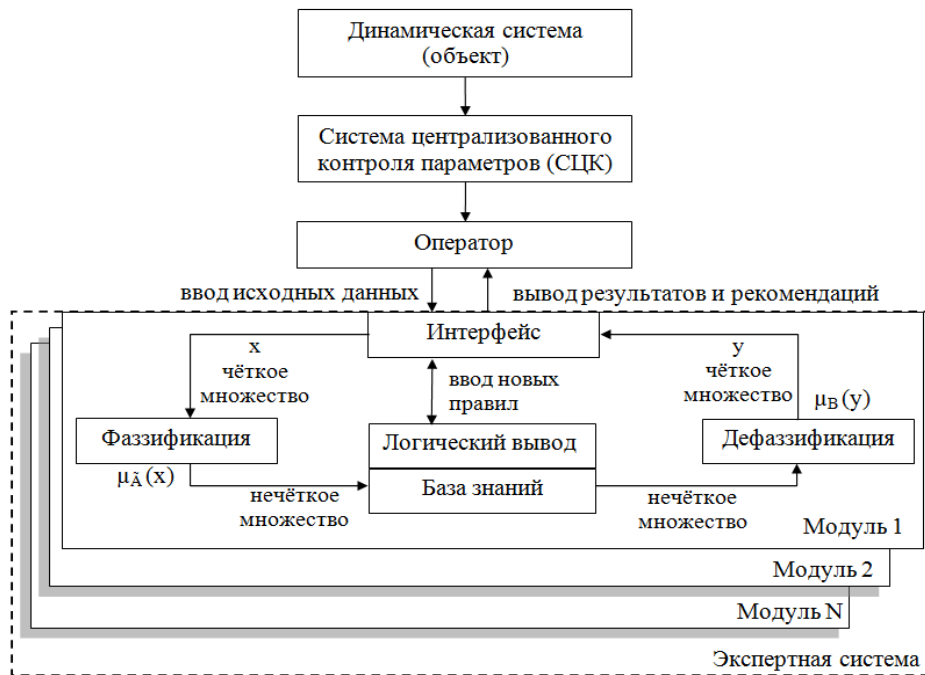 Динамическая система
(объект)
Система централизованного
контроля параметров (СЦК)
Оператор
ввод исходных данных
вывод результатов и рекомендаций
Интерфейс
x
чёткое
множество
ввод новых
правил
y
чёткое
множество
μB(y)
Фаззификация
Логический вывод
Дефаззификация
μÃ(x)
База знаний
нечёткое
множество
нечёткое
множество
Модуль 1
Модуль 2
Модуль N
Экспертная система